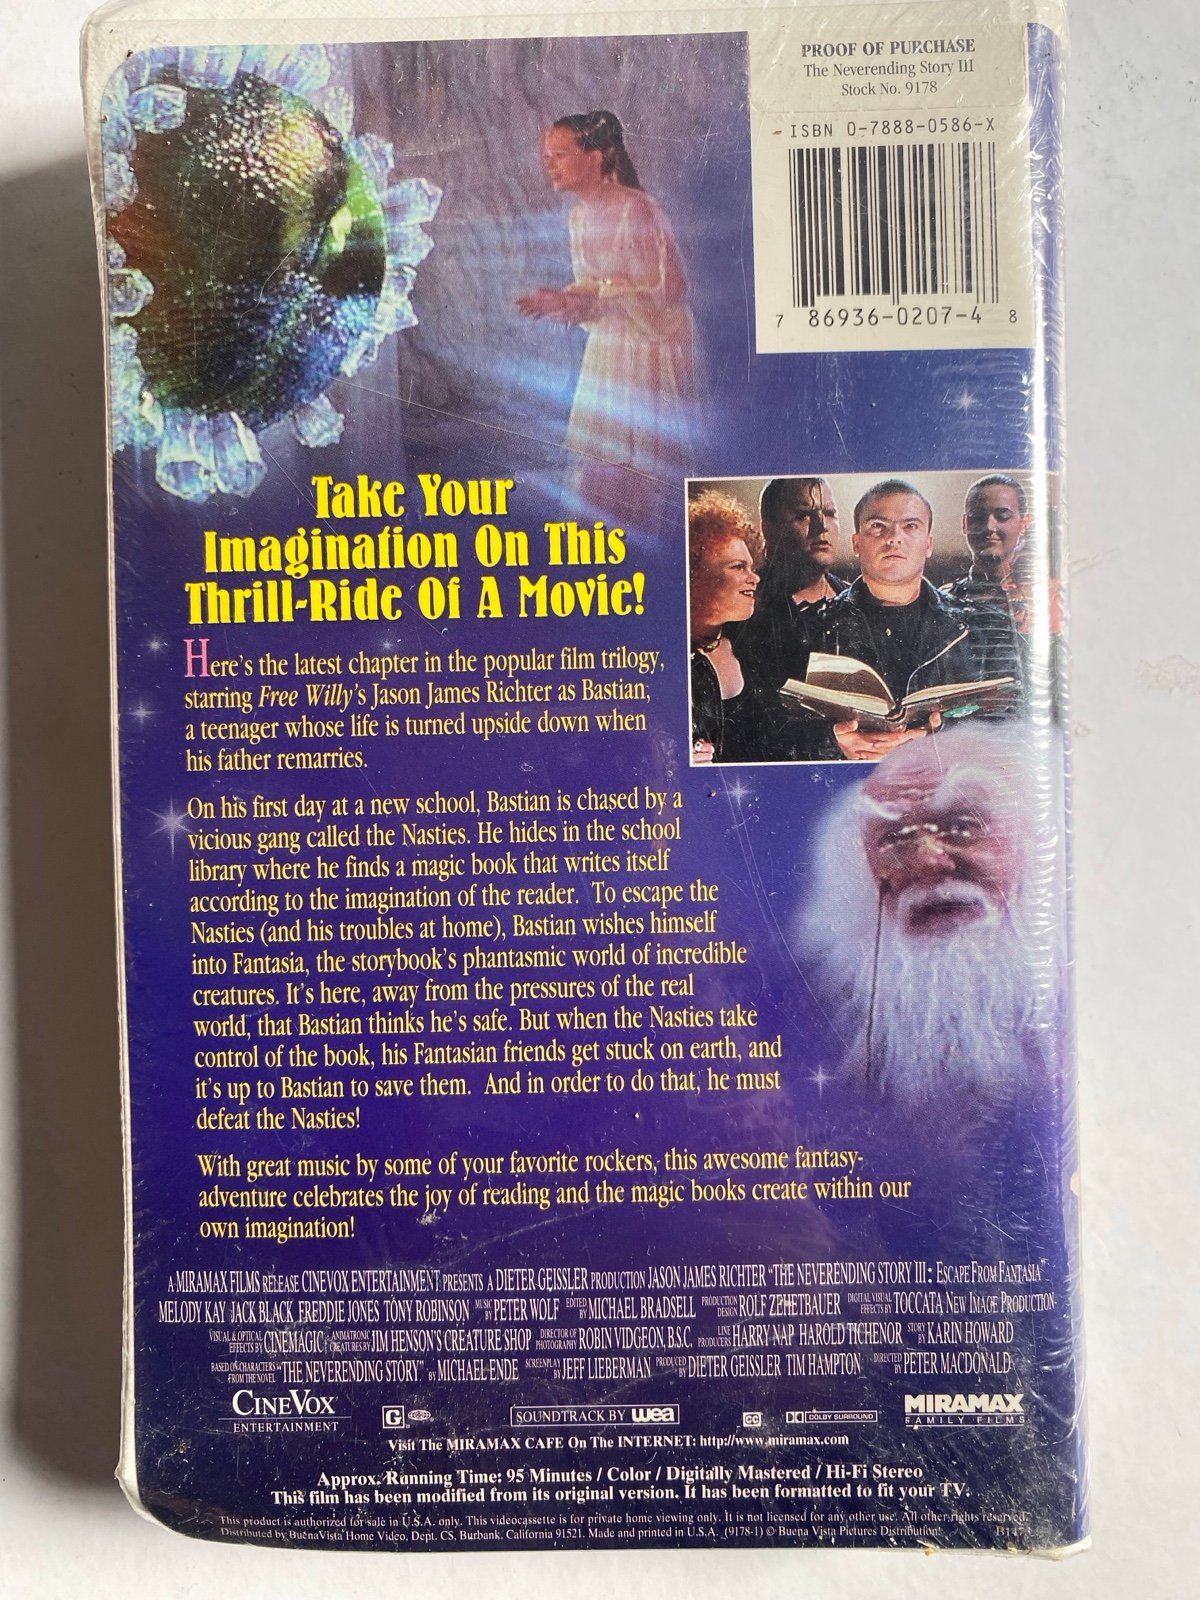 PROOF OF PURCHASE
The Neverending Story III
Stock No. 9178
ISBN 0-7888-0586-X
7 86936-0207-4 8
Take Your
Imagination On This
Thrill-Ride Of A Movie!
Here's the latest chapter in the popular film trilogy,
starring Free Willy's Jason James Richter as Bastian,
a teenager whose life is turned upside down when
his father remarries.
On his first day at a new school, Bastian is chased by a
vicious gang called the Nasties. He hides in the school
library where he finds a magic book that writes itself
according to the imagination of the reader. To escape the
Nasties (and his troubles at home), Bastian wishes himself
into Fantasia, the storybook's phantasmic world of incredible
creatures. It's here, away from the pressures of the real
world, that Bastian thinks he's safe. But when the Nasties take
control of the book, his Fantasian friends get stuck on earth, and
it's up to Bastian to save them. And in order to do that, he must
defeat the Nasties!
With great music by some of your favorite rockers, this awesome fantasy-
adventure celebrates the joy of reading and the magic books create within our
own imagination!
A MIRAMAX FILMS RELEASE CINEVOX ENTERTAINMENT PRESENTS A DIETER GEISSLER PRODUCTION JASON JAMES RICHTER "THE NEVERENDING STORY III: ESCAPE FROM FANTASIA"
MELODY KAY JACK BLACK FREDDIE JONES TONY ROBINSON MUSIC BY PETER WOLF EDITED BY MICHAEL BRADSELL PRODUCTION DESIGN ROLF ZEHETBAUER DIGITAL VISUAL EFFECTS BY TOCCATA NEW IMAGE PRODUCTION
VISUAL & OPTICAL EFFECTS BY CINEMAGIC ANIMATRONIC CREATURES BY JIM HENSON'S CREATURE SHOP DIRECTOR OF PHOTOGRAPHY ROBIN VIDGEON, B.S.C. LINE PRODUCERS HARRY NAP HAROLD TICHENOR STORY BY KARIN HOWARD
BASED ON CHARACTERS FROM THE NOVEL "THE NEVERENDING STORY" BY MICHAEL ENDE SCREENPLAY BY JEFF LIEBERMAN PRODUCED BY DIETER GEISSLER TIM HAMPTON DIRECTED BY PETER MACDONALD
CINEVOX
ENTERTAINMENT
G
SOUNDTRACK BY wea
CC
DOLBY SURROUND
MIRAMAX
FAMILY FILMS
Visit The MIRAMAX CAFE On The INTERNET: http://www.miramax.com
Approx. Running Time: 95 Minutes / Color / Digitally Mastered / Hi-Fi Stereo
This film has been modified from its original version. It has been formatted to fit your TV.
This product is authorized for sale in U.S.A. only. This videocassette is for private home viewing only. It is not licensed for any other use. All other rights reserved.
Distributed by Buena Vista Home Video, Dept. CS, Burbank, California 91521. Made and printed in U.S.A. (9178-1) © Buena Vista Pictures Distribution